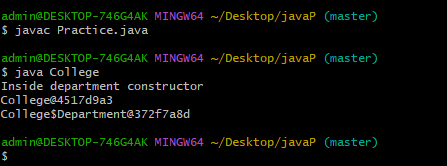 admin@DESKTOP-746G4AK MINGW64 ~/Desktop/javaP (master)
$ javac Practice.java
admin@DESKTOP-746G4AK MINGW64 ~/Desktop/javaP (master)
$ java College
Inside department constructor
College@4517d9a3
College$Department@372f7a8d
admin@DESKTOP-746G4AK MINGW64 ~/Desktop/javaP (master)
$